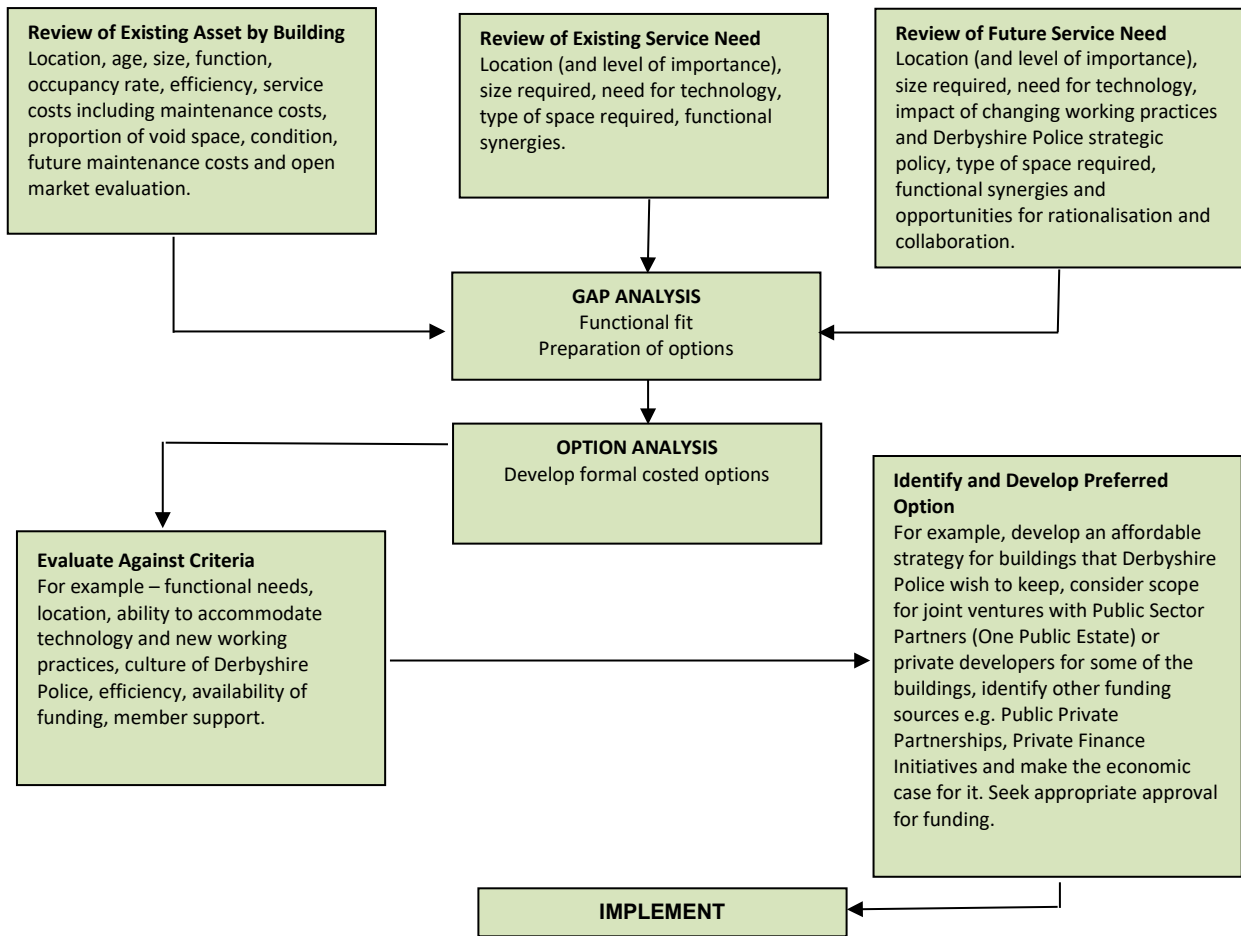 Review of Existing Asset by Building
Location, age, size, function,
occupancy rate, efficiency, service
costs including maintenance costs,
proportion of void space, condition,
future maintenance costs and open
market evaluation.
Review of Existing Service Need
Location (and level of importance),
size required, need for technology,
type of space required, functional
synergies.
Review of Future Service Need
Location (and level of importance),
size required, need for technology,
impact of changing working practices
and Derbyshire Police strategic
policy, type of space required,
functional synergies and
opportunities for rationalisation and
collaboration.
GAP ANALYSIS
Functional fit
Preparation of options
OPTION ANALYSIS
Develop formal costed options
Evaluate Against Criteria
For example – functional needs,
location, ability to accommodate
technology and new working
practices, culture of Derbyshire
Police, efficiency, availability of
funding, member support.
Identify and Develop Preferred
Option
For example, develop an affordable
strategy for buildings that Derbyshire
Police wish to keep, consider scope
for joint ventures with Public Sector
Partners (One Public Estate) or
private developers for some of the
buildings, identify other funding
sources e.g. Public Private
Partnerships, Private Finance
Initiatives and make the economic
case for it. Seek appropriate approval
for funding.
IMPLEMENT